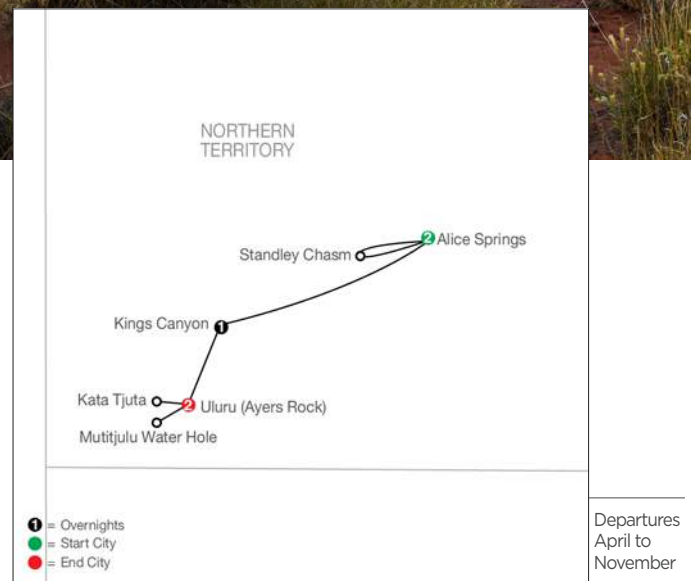 NORTHERN
TERRITORY
2 Alice Springs
Standley Chasm
Kings Canyon 1
Kata Tjuta
2 Uluru (Ayers Rock)
Mutitjulu Water Hole
1 = Overnights
= Start City
= End City
Departures
April to
November